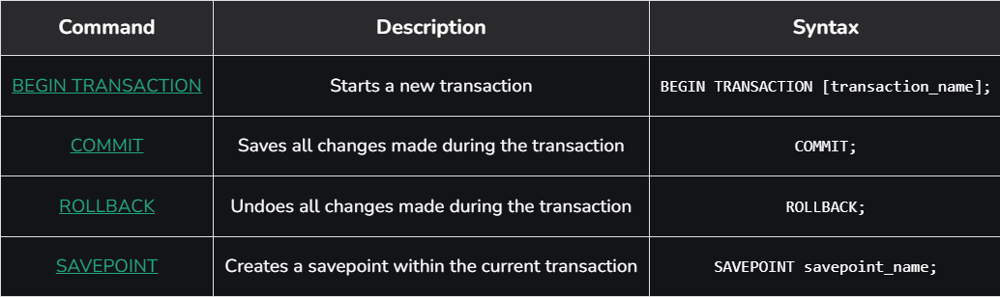 Command Description Syntax
BEGIN TRANSACTION Starts a new transaction BEGIN TRANSACTION [transaction_name];
COMMIT Saves all changes made during the transaction COMMIT;
ROLLBACK Undoes all changes made during the transaction ROLLBACK;
SAVEPOINT Creates a savepoint within the current transaction SAVEPOINT savepoint_name;